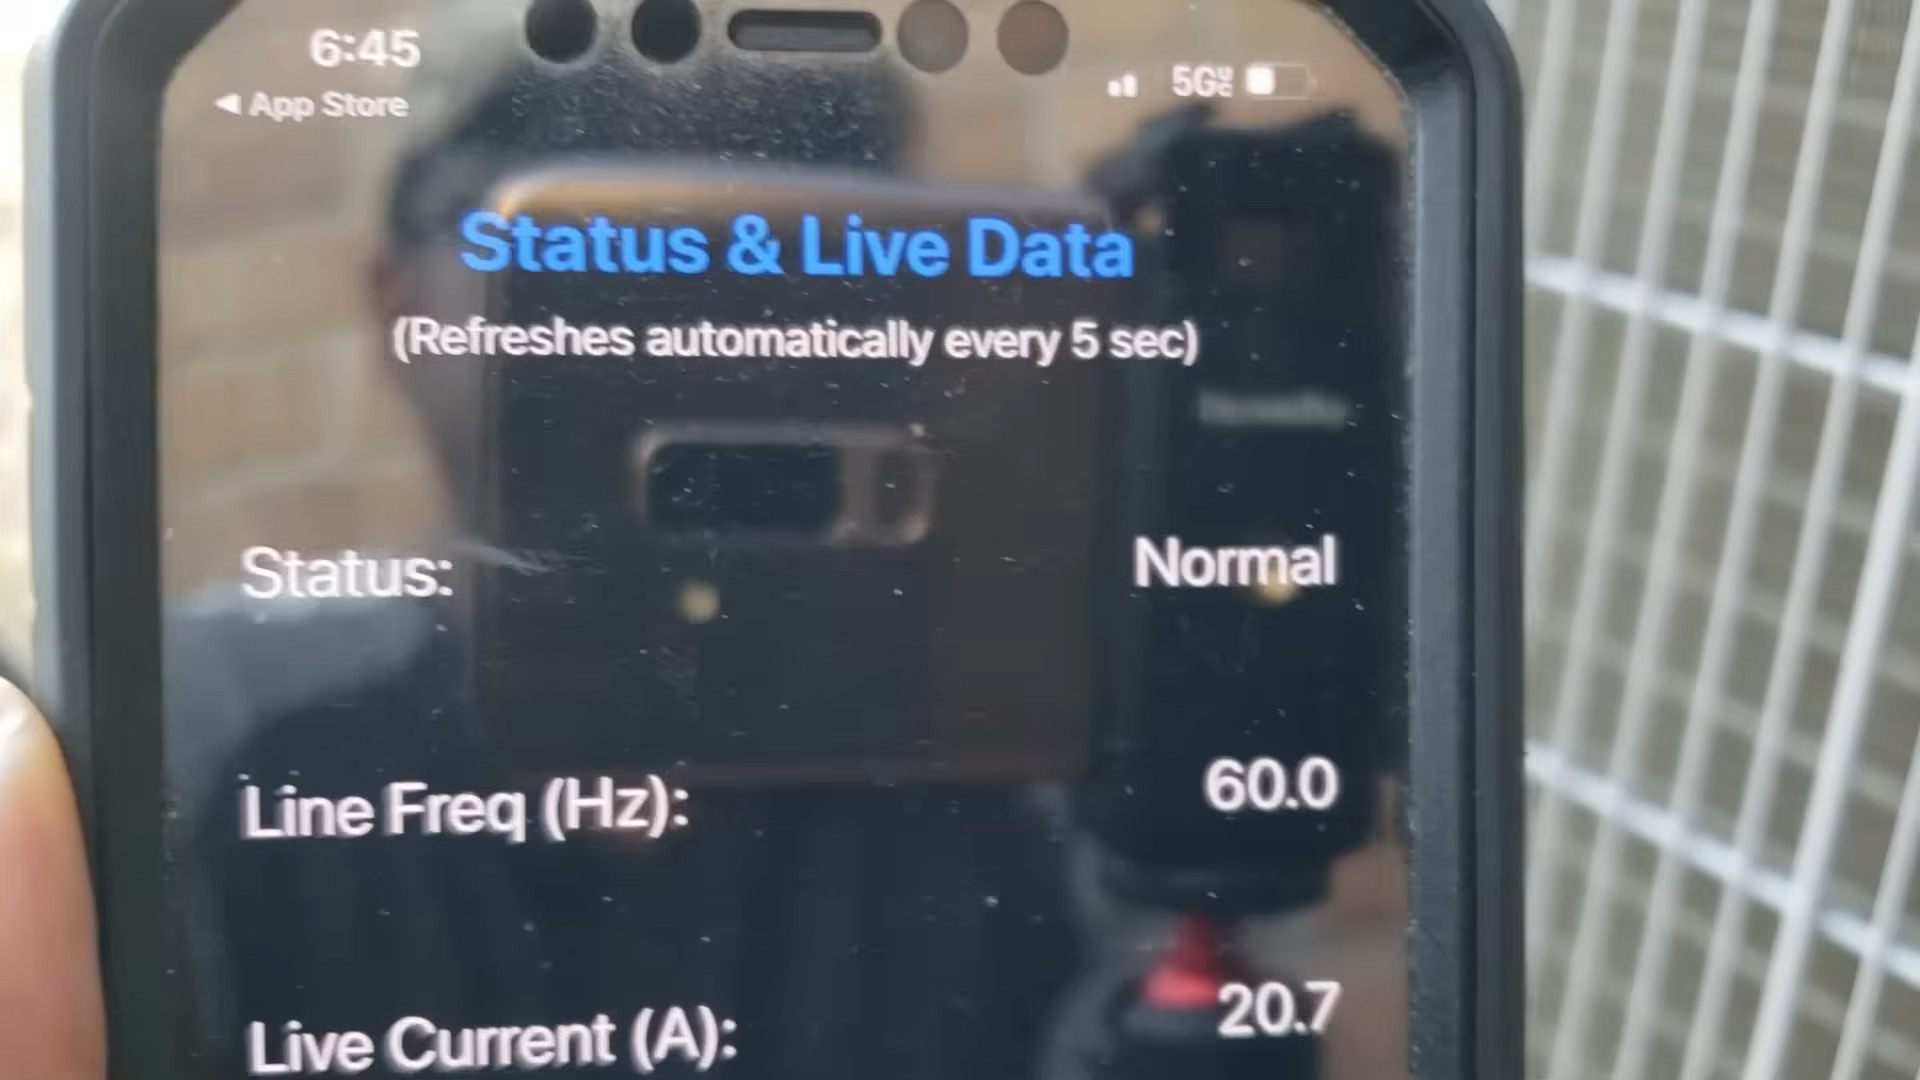 6:45
◀ App Store
5G
Status & Live Data
(Refreshes automatically every 5 sec)
Status: Normal
Line Freq (Hz): 60.0
Live Current (A): 20.7